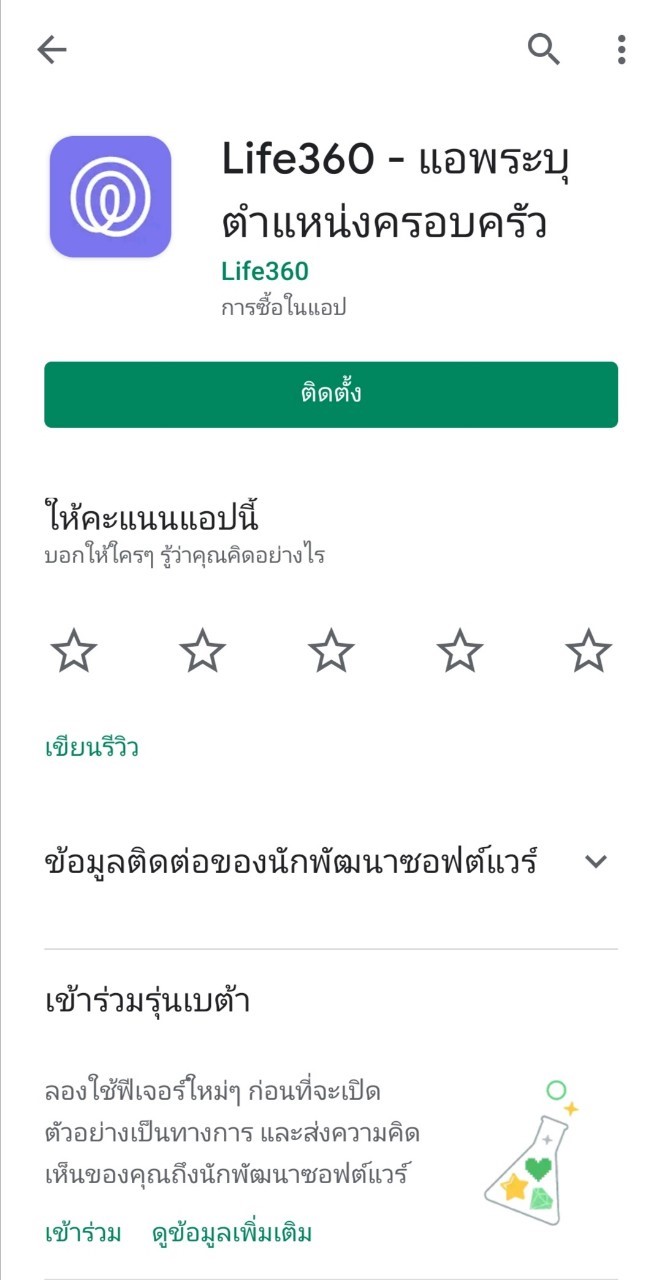 Life360 - แอพระบุ
ตำแหน่งครอบครัว
Life360
การซื้อในแอป
ติดตั้ง
ให้คะแนนแอปนี้
บอกให้ใครๆ รู้ว่าคุณคิดอย่างไร
เขียนรีวิว
ข้อมูลติดต่อของนักพัฒนาซอฟต์แวร์
เข้าร่วมรุ่นเบต้า
ลองใช้ฟีเจอร์ใหม่ๆ ก่อนที่จะเปิด
ตัวอย่างเป็นทางการ และส่งความคิด
เห็นของคุณถึงนักพัฒนาซอฟต์แวร์
เข้าร่วม ดูข้อมูลเพิ่มเติม